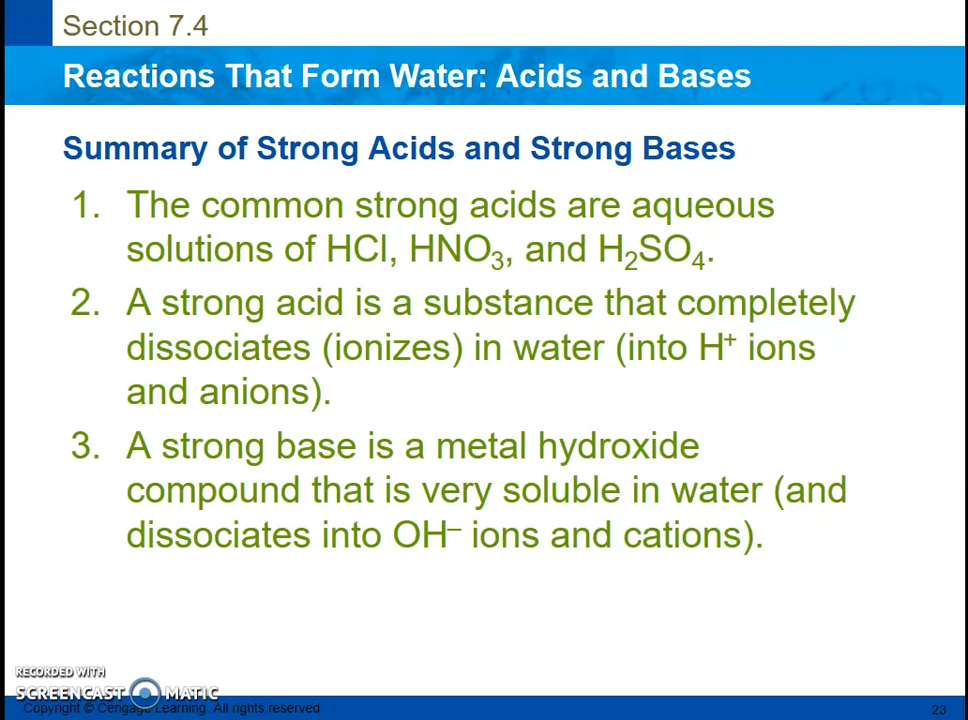 Section 7.4
Reactions That Form Water: Acids and Bases
Summary of Strong Acids and Strong Bases
1. The common strong acids are aqueous
solutions of HCl, HNO₃, and H₂SO₄.
2. A strong acid is a substance that completely
dissociates (ionizes) in water (into H⁺ ions
and anions).
3. A strong base is a metal hydroxide
compound that is very soluble in water (and
dissociates into OH⁻ ions and cations).
RECORDED WITH
SCREENCAST MATIC
Copyright © Cengage Learning. All rights reserved
23